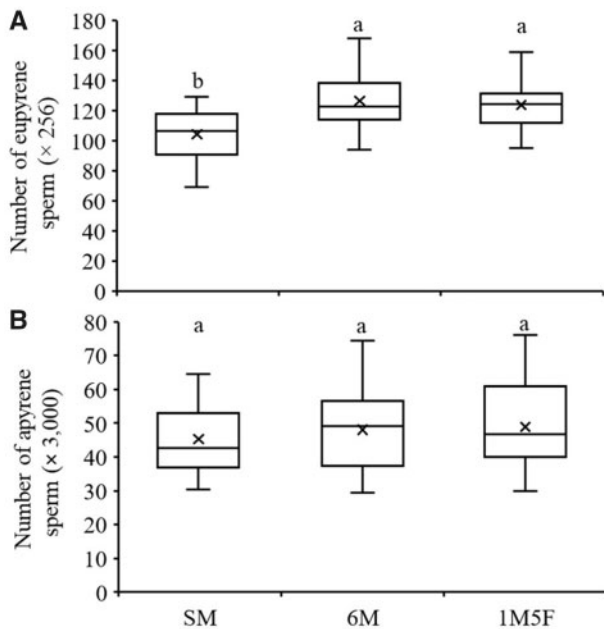 A
Number of eupyrene
sperm (× 256)
180
160
140
120
100
80
60
40
20
0
b
a
a
B
Number of apyrene
sperm (× 3,000)
80
70
60
50
40
30
20
10
0
a
a
a
SM
6M
1M5F